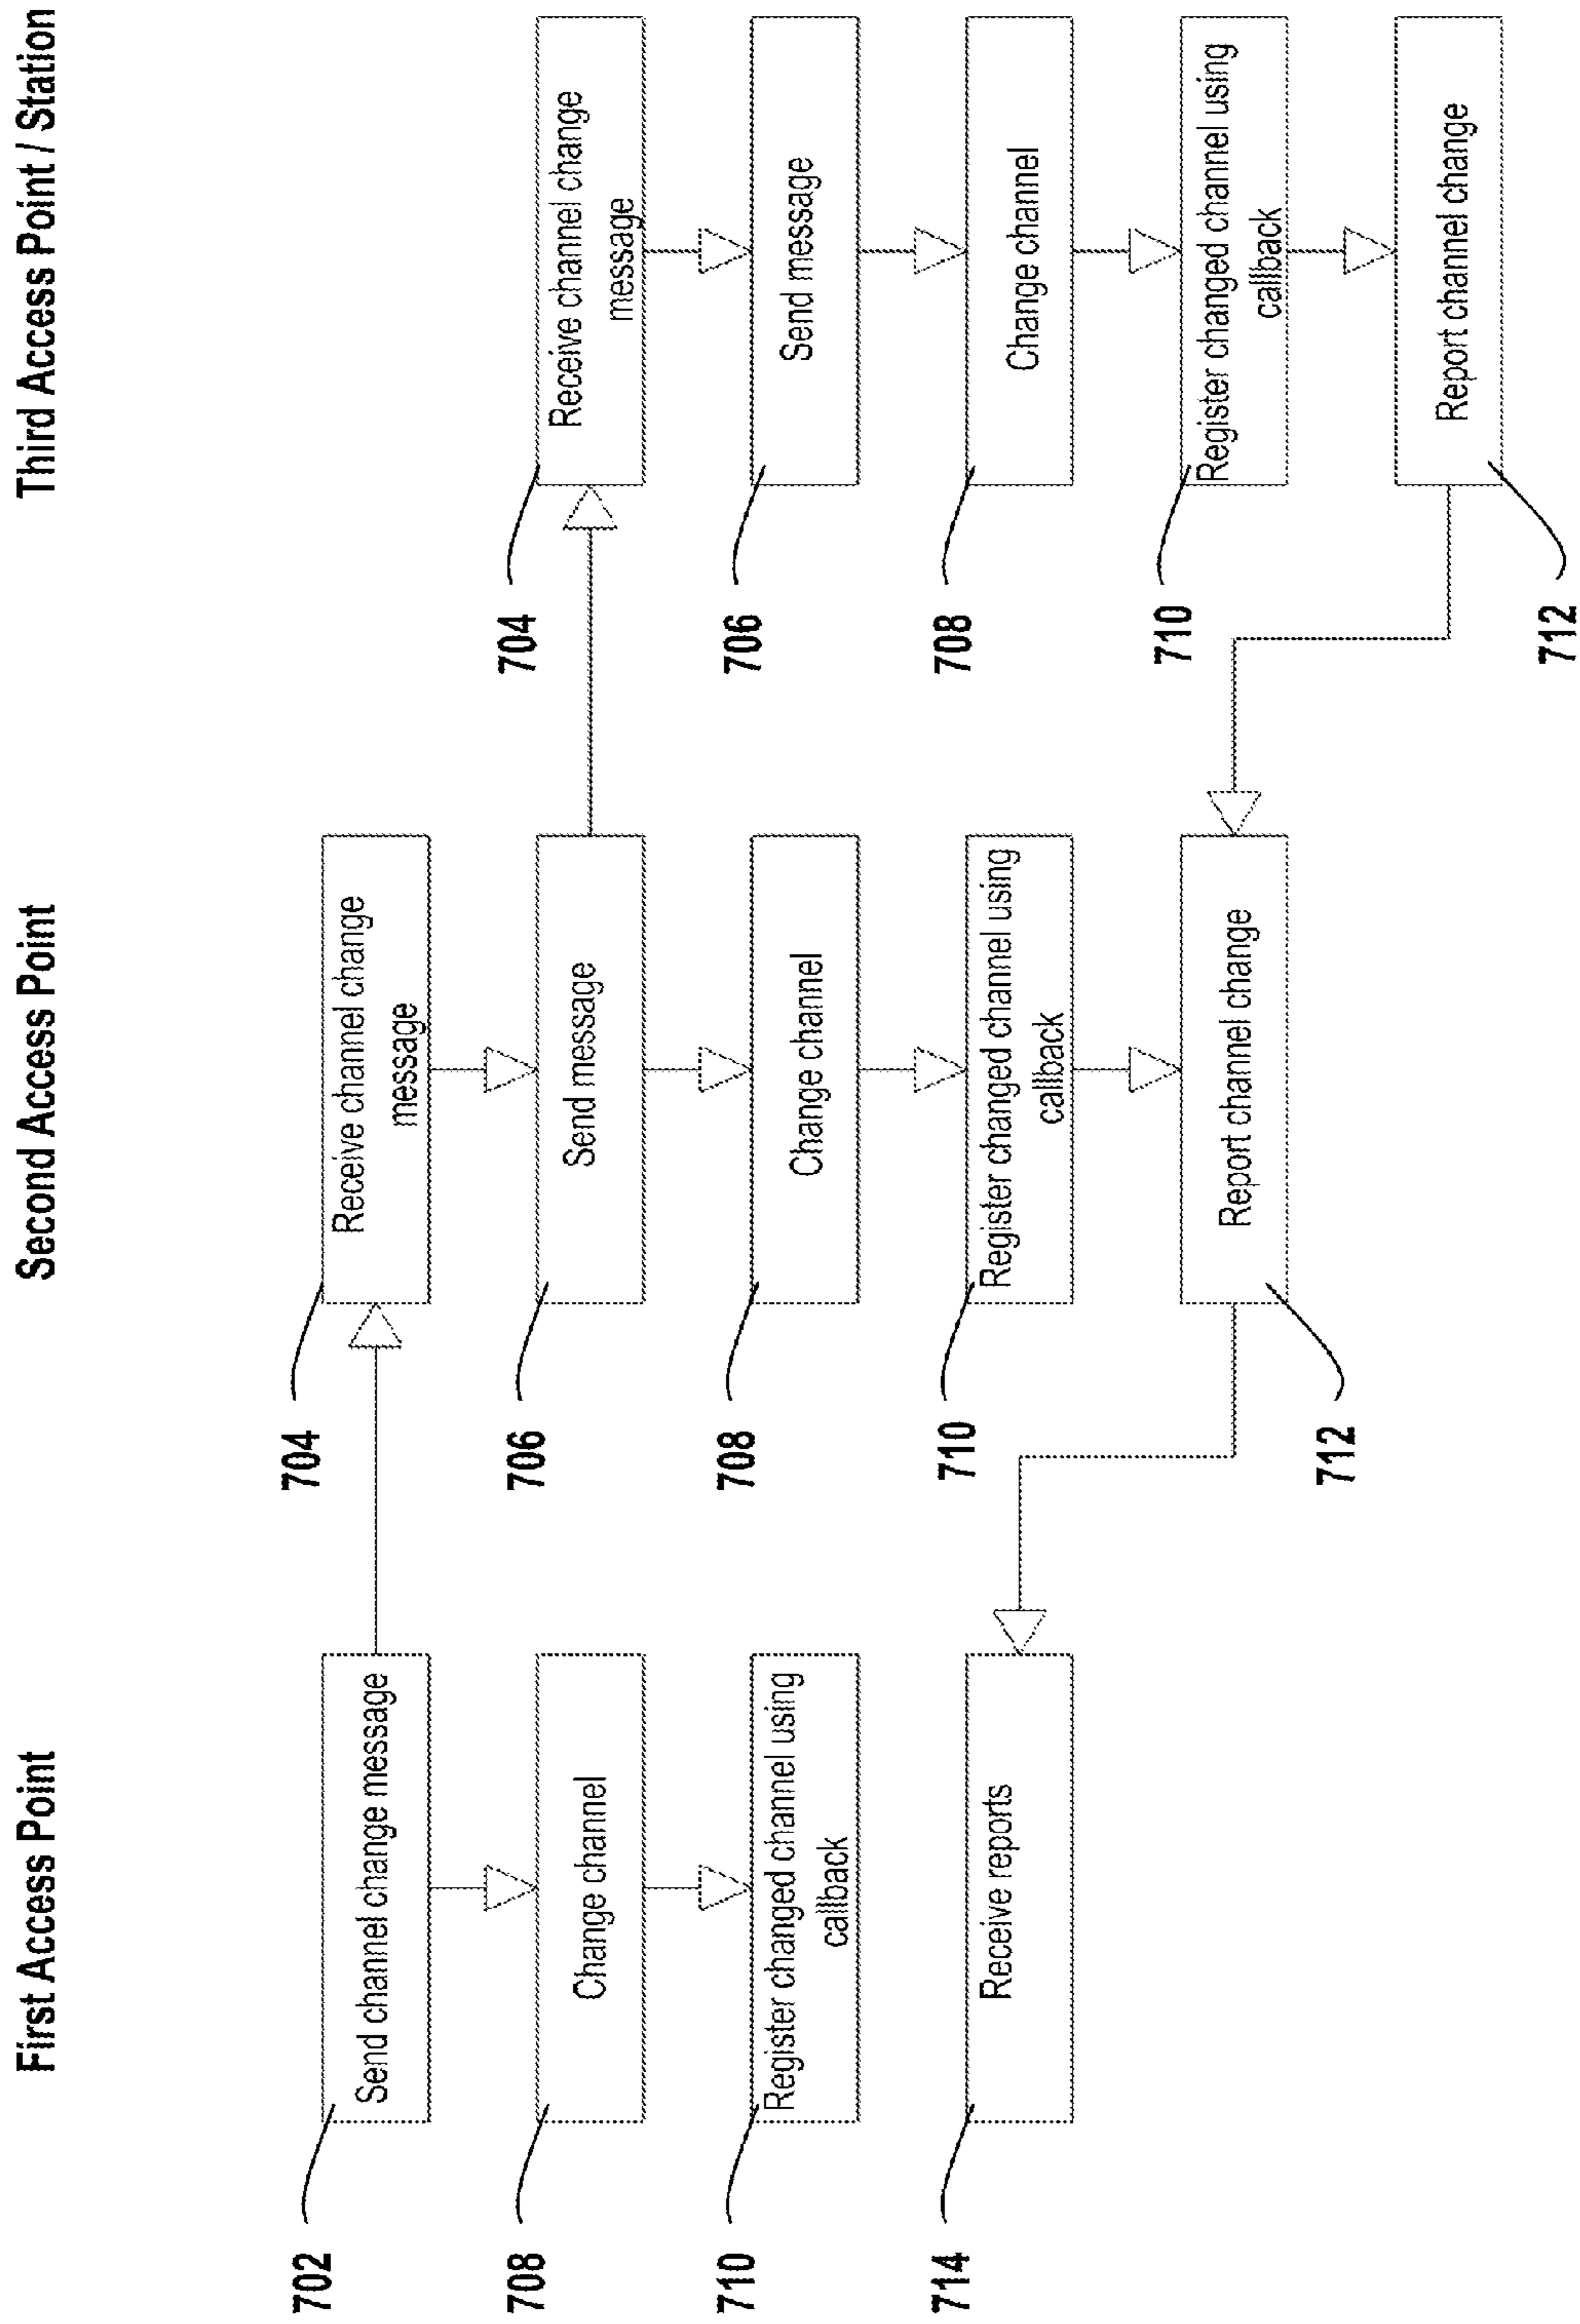 First Access Point
Second Access Point
Third Access Point / Station
702
Send channel change message
708
Change channel
710
Register changed channel using
callback
714
Receive reports
704
Receive channel change
message
706
Send message
708
Change channel
710
Register changed channel using
callback
712
Report channel change
704
Receive channel change
message
706
Send message
708
Change channel
710
Register changed channel using
callback
712
Report channel change